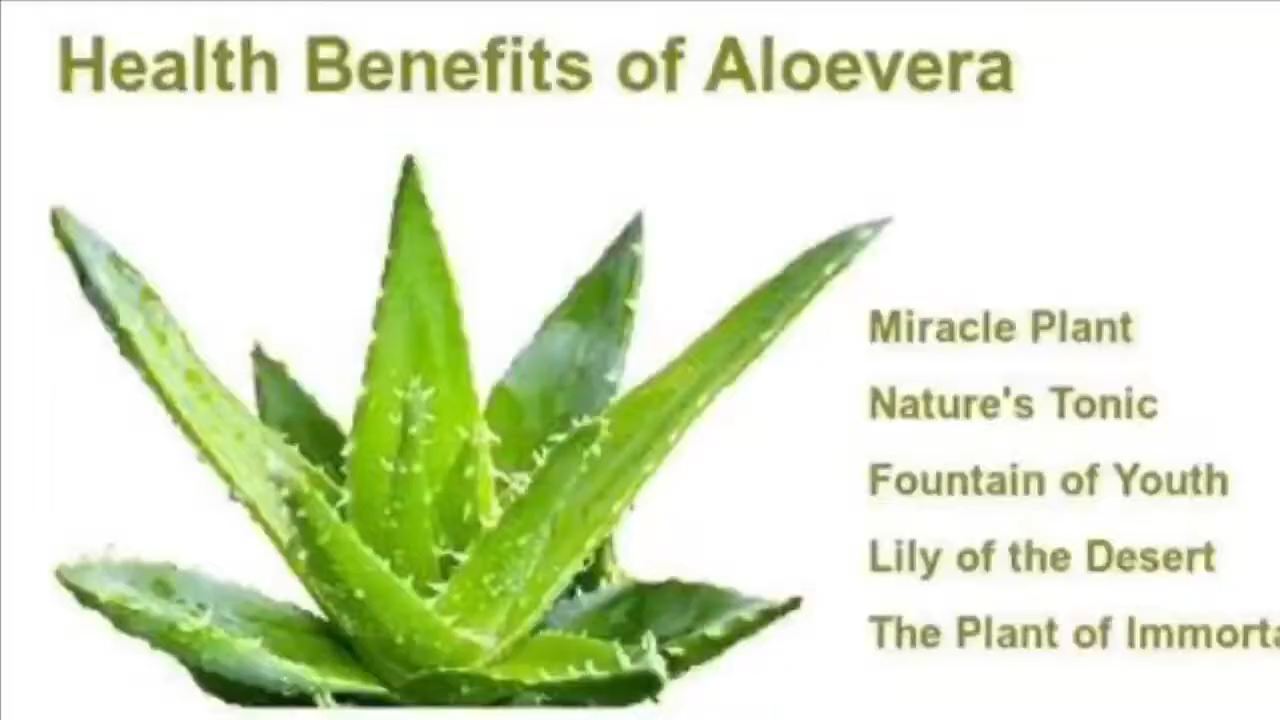 Health Benefits of Aloevera
Miracle Plant
Nature's Tonic
Fountain of Youth
Lily of the Desert
The Plant of